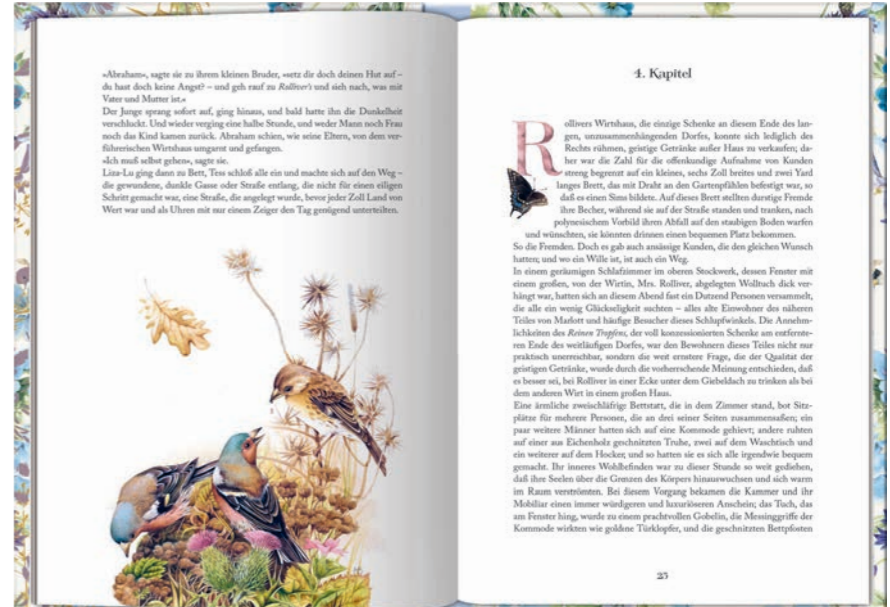 »Abraham«, sagte sie zu ihrem kleinen Bruder, »setz dir doch deinen Hut auf –
du hast doch keine Angst? – und geh rauf zu Rolliver's und sieh nach, was mit
Vater und Mutter ist.«
Der Junge sprang sofort auf, ging hinaus, und bald hatte ihn die Dunkelheit
verschluckt. Und wieder verging eine halbe Stunde, und weder Mann noch Frau
noch das Kind kamen zurück. Abraham schien, wie seine Eltern, von dem ver-
führerischen Wirtshaus umgarnt und gefangen.
»Ich muß selbst gehen«, sagte sie.
Liza-Lu ging dann zu Bett, Tess schloß alle ein und machte sich auf den Weg –
die gewundene, dunkle Gasse oder Straße entlang, die nicht für einen eiligen
Schritt gemacht war, eine Straße, die angelegt wurde, bevor jeder Zoll Land von
Wert war und als Uhren mit nur einem Zeiger den Tag genügend unterteilten.
4. Kapitel
Rollivers Wirtshaus, die einzige Schenke an diesem Ende des lan-
gen, unzusammenhängenden Dorfes, konnte sich lediglich des
Rechts rühmen, geistige Getränke außer Haus zu verkaufen; da-
her war die Zahl für die offenkundige Aufnahme von Kunden
streng begrenzt auf ein kleines, sechs Zoll breites und zwei Yard
langes Brett, das mit Draht an den Gartenpfählen befestigt war, so
daß es einen Sims bildete. Auf dieses Brett stellten durstige Fremde
ihre Becher, während sie auf der Straße standen und tranken, nach
polynesischem Vorbild ihren Abfall auf den staubigen Boden warfen
und wünschten, sie könnten drinnen einen bequemen Platz bekommen.
So die Fremden. Doch es gab auch ansässige Kunden, die den gleichen Wunsch
hatten; und wo ein Wille ist, ist auch ein Weg.
In einem geräumigen Schlafzimmer im oberen Stockwerk, dessen Fenster mit
einem großen, von der Wirtin, Mrs. Rolliver, abgelegten Wolltuch dick ver-
hängt war, hatten sich an diesem Abend fast ein Dutzend Personen versammelt,
die alle ein wenig Glückseligkeit suchten – alles alte Einwohner des näheren
Teiles von Marlott und häufige Besucher dieses Schlupfwinkels. Die Annehm-
lichkeiten des Reinen Tropfens, der voll konzessionierten Schenke am entfernte-
ren Ende des weitläufigen Dorfes, war den Bewohnern dieses Teiles nicht nur
praktisch unerreichbar, sondern die weit ernstere Frage, die der Qualität der
geistigen Getränke, wurde durch die vorherrschende Meinung entschieden, daß
es besser sei, bei Rolliver in einer Ecke unter dem Giebeldach zu trinken als bei
dem anderen Wirt in einem großen Haus.
Eine ärmliche zweischläfrige Bettstatt, die in dem Zimmer stand, bot Sitz-
plätze für mehrere Personen, die an drei seiner Seiten zusammensaßen; ein
paar weitere Männer hatten sich auf eine Kommode gehievt; andere ruhten
auf einer aus Eichenholz geschnitzten Truhe, zwei auf dem Waschtisch und
ein weiterer auf dem Hocker, und so hatten sie es sich alle irgendwie bequem
gemacht. Ihr inneres Wohlbefinden war zu dieser Stunde so weit gediehen,
daß ihre Seelen über die Grenzen des Körpers hinauswuchsen und sich warm
im Raum verströmten. Bei diesem Vorgang bekamen die Kammer und ihr
Mobiliar einen immer würdigeren und luxuriöseren Anschein; das Tuch, das
am Fenster hing, wurde zu einem prachtvollen Gobelin, die Messinggriffe der
Kommode wirkten wie goldene Türklopfer, und die geschnitzten Bettpfosten
25